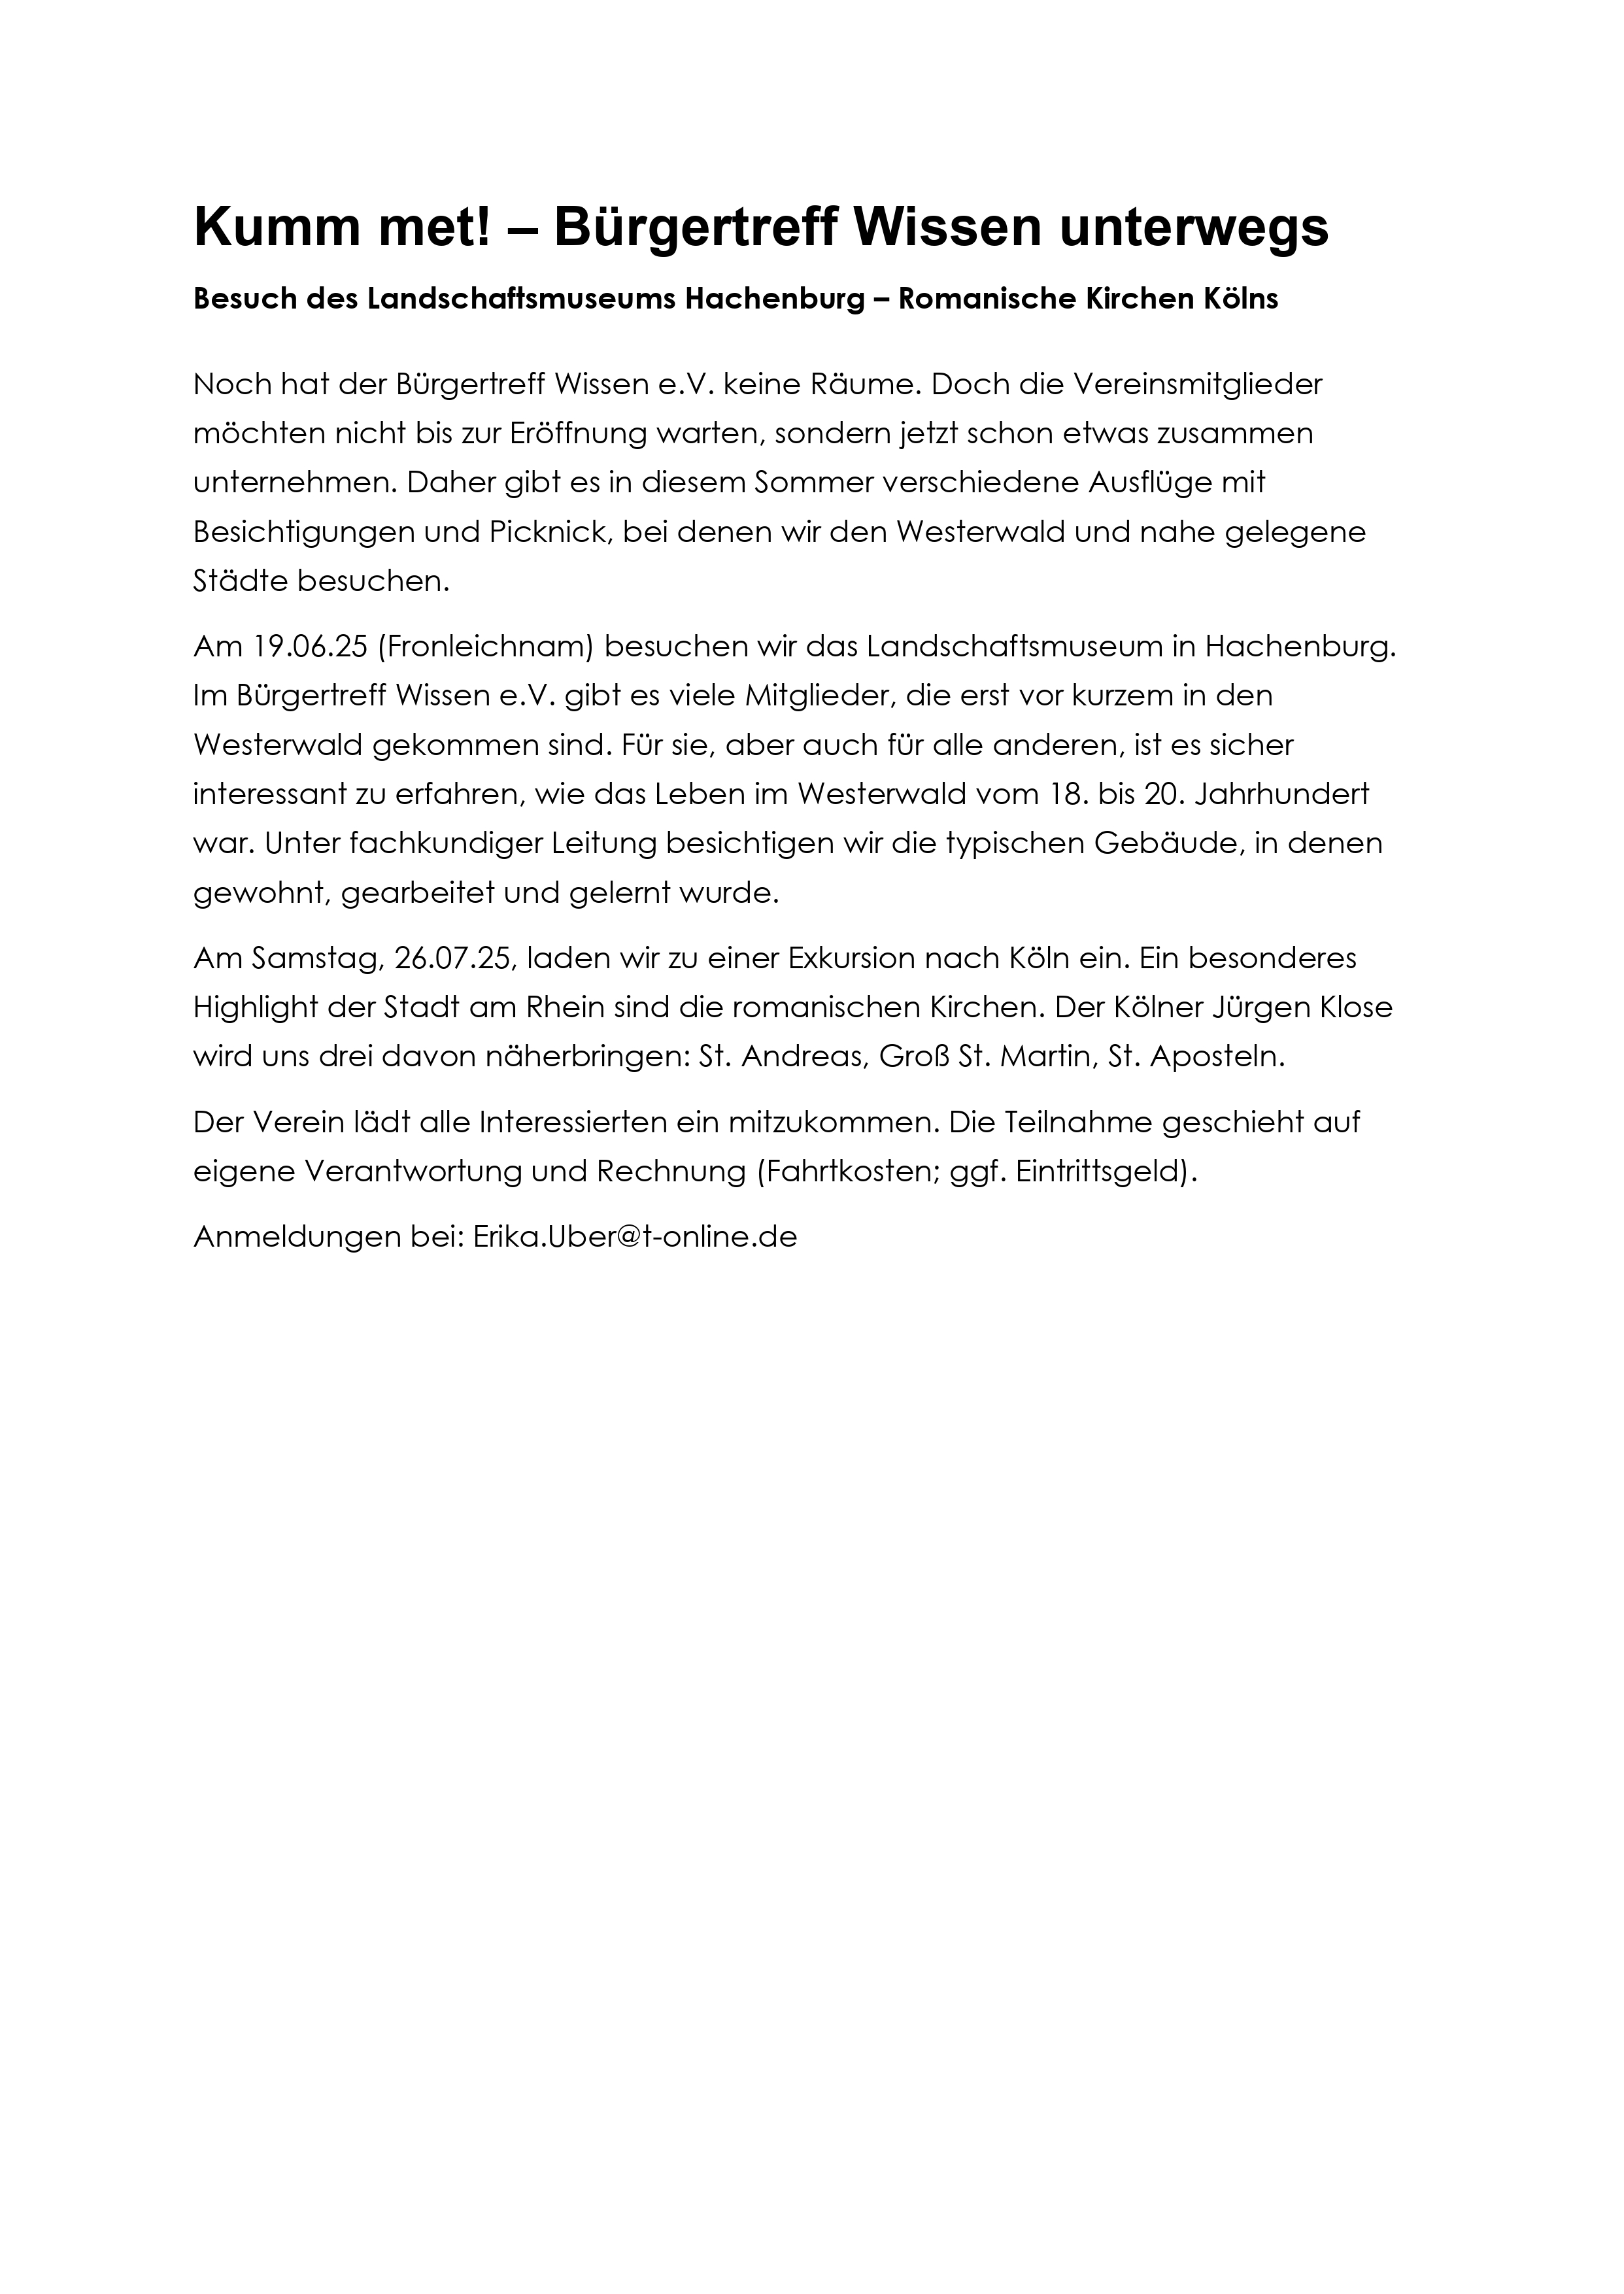 Kumm met! – Bürgertreff Wissen unterwegs
Besuch des Landschaftsmuseums Hachenburg – Romanische Kirchen Kölns
Noch hat der Bürgertreff Wissen e.V. keine Räume. Doch die Vereinsmitglieder
möchten nicht bis zur Eröffnung warten, sondern jetzt schon etwas zusammen
unternehmen. Daher gibt es in diesem Sommer verschiedene Ausflüge mit
Besichtigungen und Picknick, bei denen wir den Westerwald und nahe gelegene
Städte besuchen.
Am 19.06.25 (Fronleichnam) besuchen wir das Landschaftsmuseum in Hachenburg.
Im Bürgertreff Wissen e.V. gibt es viele Mitglieder, die erst vor kurzem in den
Westerwald gekommen sind. Für sie, aber auch für alle anderen, ist es sicher
interessant zu erfahren, wie das Leben im Westerwald vom 18. bis 20. Jahrhundert
war. Unter fachkundiger Leitung besichtigen wir die typischen Gebäude, in denen
gewohnt, gearbeitet und gelernt wurde.
Am Samstag, 26.07.25, laden wir zu einer Exkursion nach Köln ein. Ein besonderes
Highlight der Stadt am Rhein sind die romanischen Kirchen. Der Kölner Jürgen Klose
wird uns drei davon näherbringen: St. Andreas, Groß St. Martin, St. Aposteln.
Der Verein lädt alle Interessierten ein mitzukommen. Die Teilnahme geschieht auf
eigene Verantwortung und Rechnung (Fahrtkosten; ggf. Eintrittsgeld).
Anmeldungen bei: Erika.Uber@t-online.de